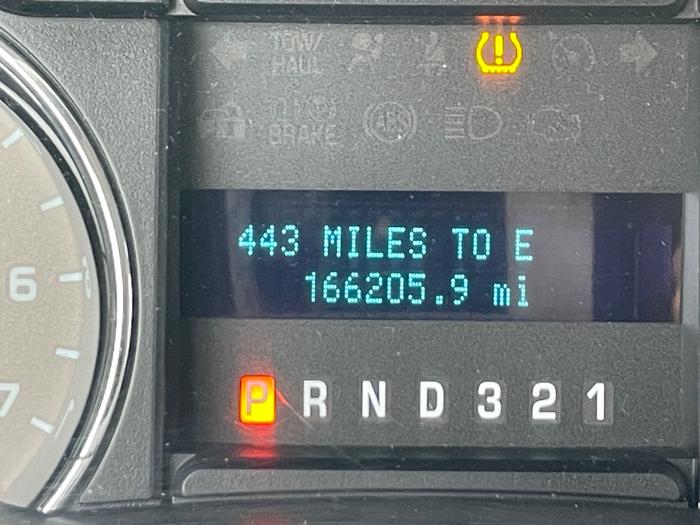 TOW/
HAUL
BRAKE
ABS
443 MILES TO E
166205.9 mi
6
7
P R N D 3 2 1